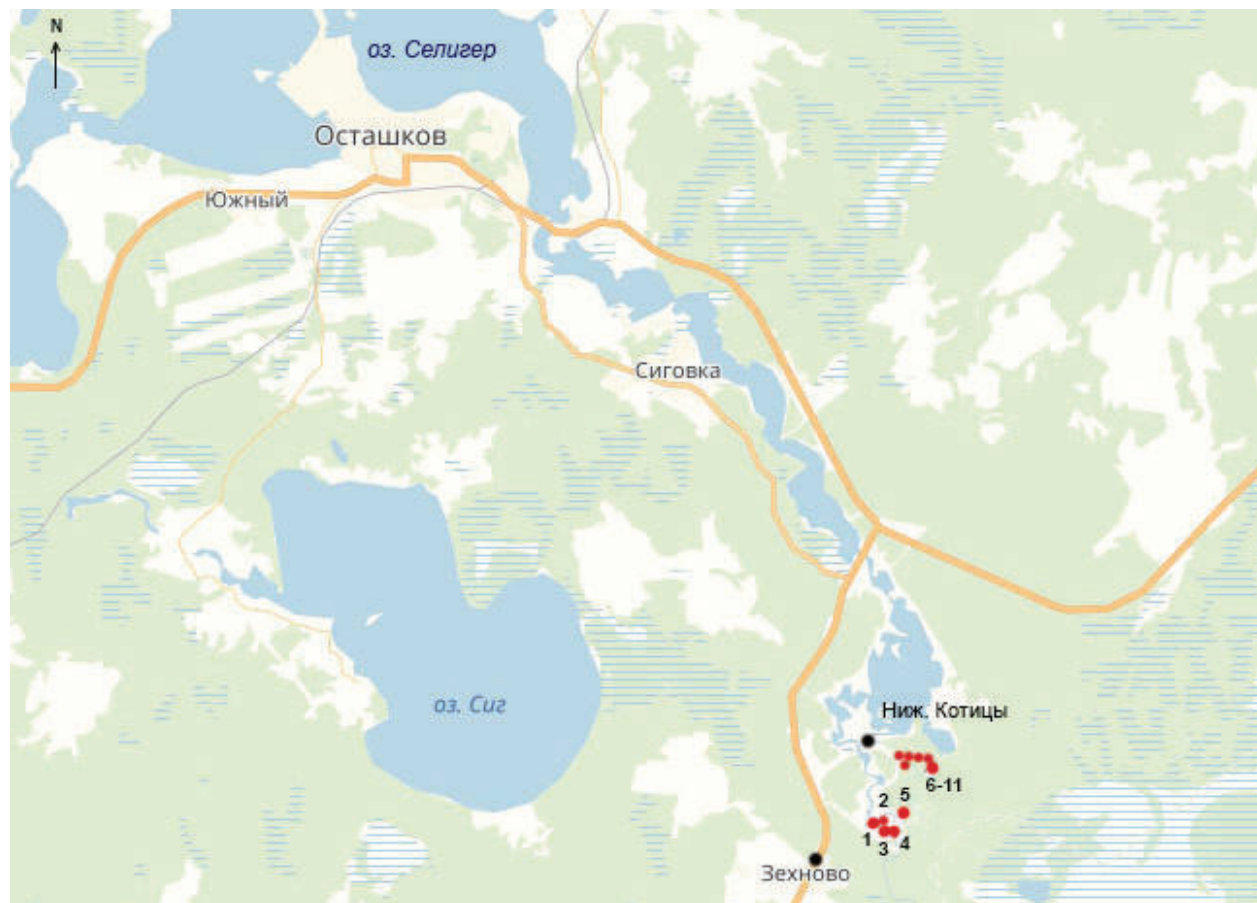 N
оз. Селигер
Осташков
Южный
Сиговка
оз. Сиг
Ниж. Котицы
6-11
5
2
1
3
4
Зехново